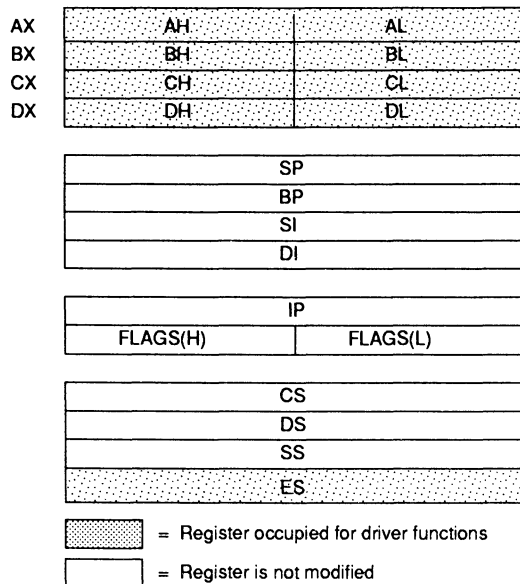 AX AH AL
BX BH BL
CX CH CL
DX DH DL
SP
BP
SI
DI
IP
FLAGS(H) FLAGS(L)
CS
DS
SS
ES
= Register occupied for driver functions
= Register is not modified